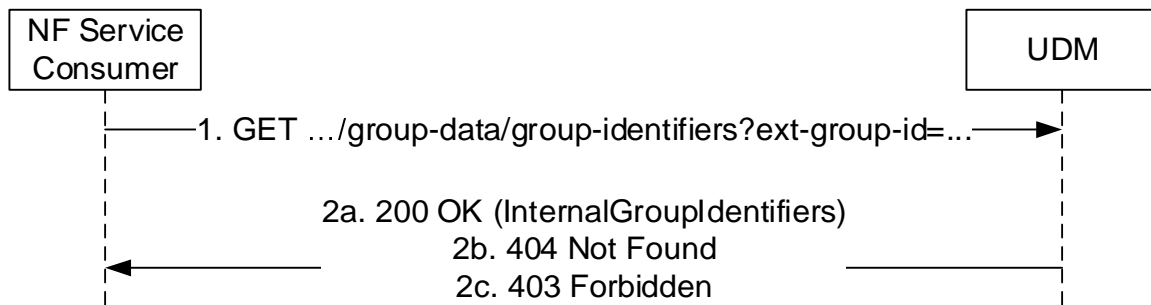 NF Service
Consumer
UDM
1. GET …/group-data/group-identifiers?ext-group-id=...
2a. 200 OK (InternalGroupIdentifiers)
2b. 404 Not Found
2c. 403 Forbidden